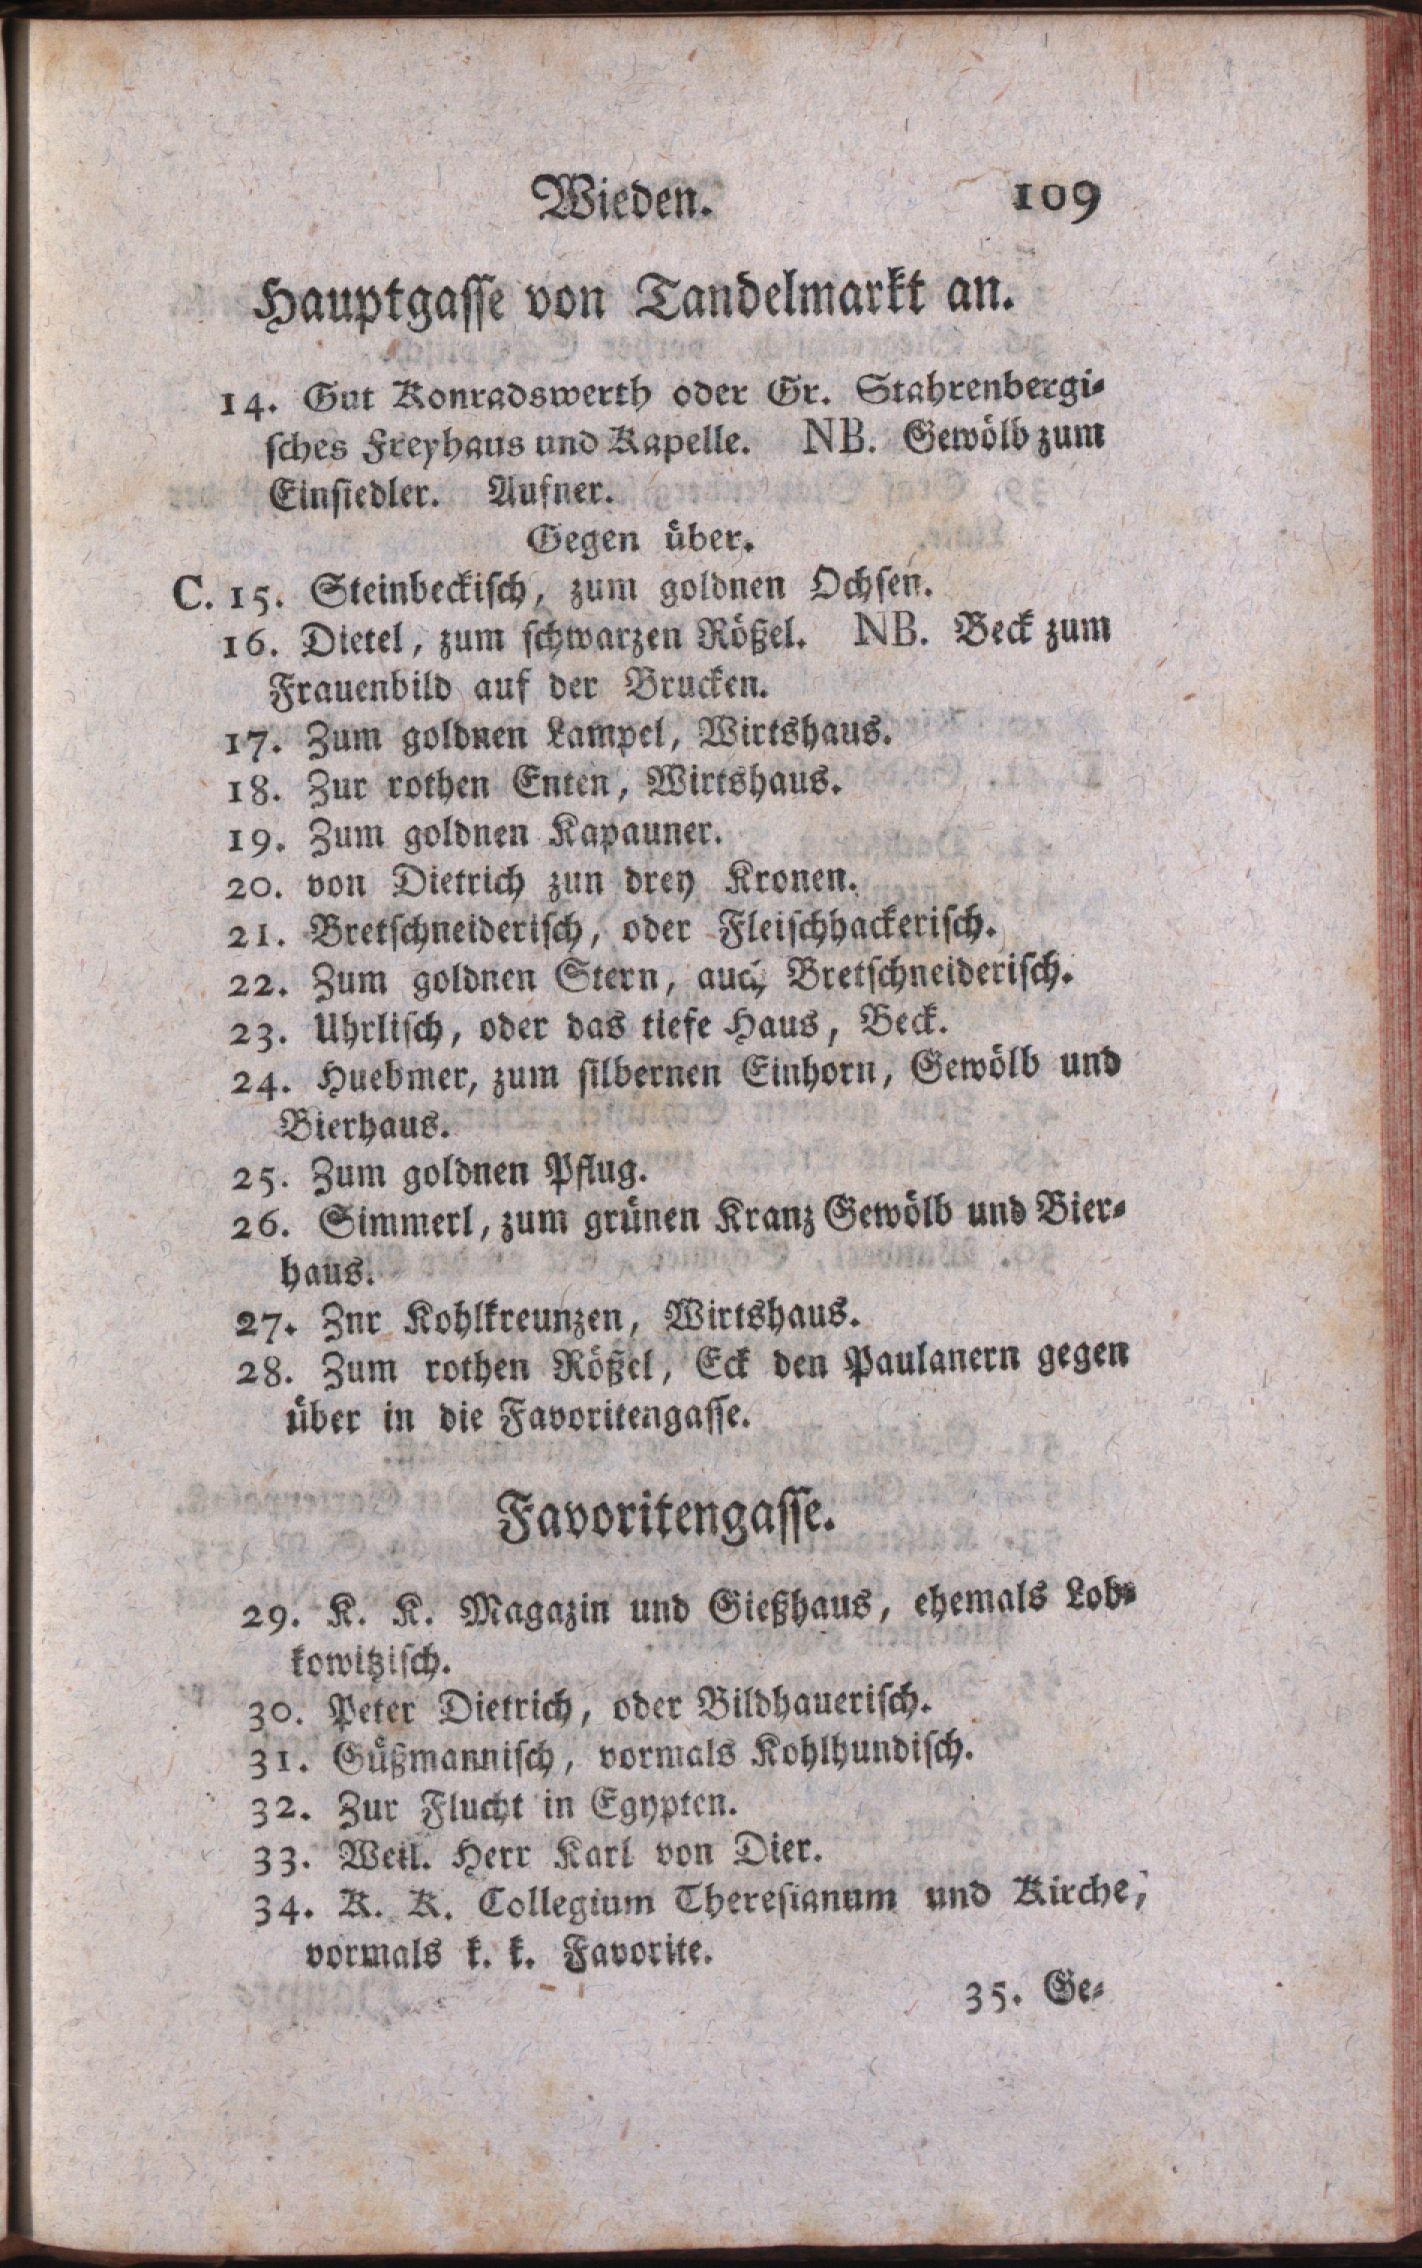 Wieden. 109
Hauptgasse von Tandelmarkt an.
14. Gut Konradswerth oder Gr. Stahrenbergi-
sches Freyhaus und Kapelle. NB. Gewölb zum
Einsiedler. Aufner.
Gegen über.
C. 15. Steinbeckisch, zum goldnen Ochsen.
16. Dietel, zum schwarzen Rößel. NB. Beck zum
Frauenbild auf der Brucken.
17. Zum goldnen Lampel, Wirtshaus.
18. Zur rothen Enten, Wirtshaus.
19. Zum goldnen Kapauner.
20. von Dietrich zun drey Kronen.
21. Bretschneiderisch, oder Fleischhackerisch.
22. Zum goldnen Stern, auch Bretschneiderisch.
23. Uhrlisch, oder das tiefe Haus, Beck.
24. Huebmer, zum silbernen Einhorn, Gewölb und
Bierhaus.
25. Zum goldnen Pflug.
26. Simmerl, zum grünen Kranz Gewölb und Bier-
haus.
27. Znr Kohlkreunzen, Wirtshaus.
28. Zum rothen Rößel, Eck den Paulanern gegen
über in die Favoritengasse.
Favoritengasse.
29. K. K. Magazin und Gießhaus, ehemals Lob-
kowitzisch.
30. Peter Dietrich, oder Bildhauerisch.
31. Güßmannisch, vormals Kohlhundisch.
32. Zur Flucht in Egypten.
33. Weil. Herr Karl von Dier.
34. K. K. Collegium Theresianum und Kirche,
vormals k. k. Favorite.
35. Ge-